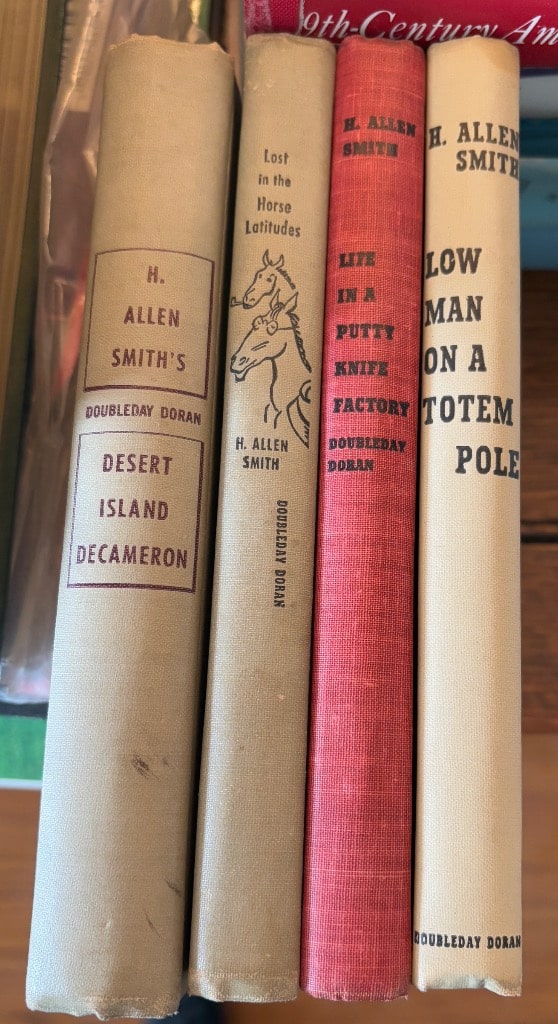 9th-Century Am
H.
ALLEN
SMITH'S
DOUBLEDAY DORAN
DESERT
ISLAND
DECAMERON
Lost
in the
Horse
Latitudes
H. ALLEN
SMITH
DOUBLEDAY DORAN
H. ALLEN
SMITH
LIFE
IN A
PUTTY
KNIFE
FACTORY
DOUBLEDAY
DORAN
H. ALLEN
SMITH
LOW
MAN
ON A
TOTEM
POLE
DOUBLEDAY DORAN